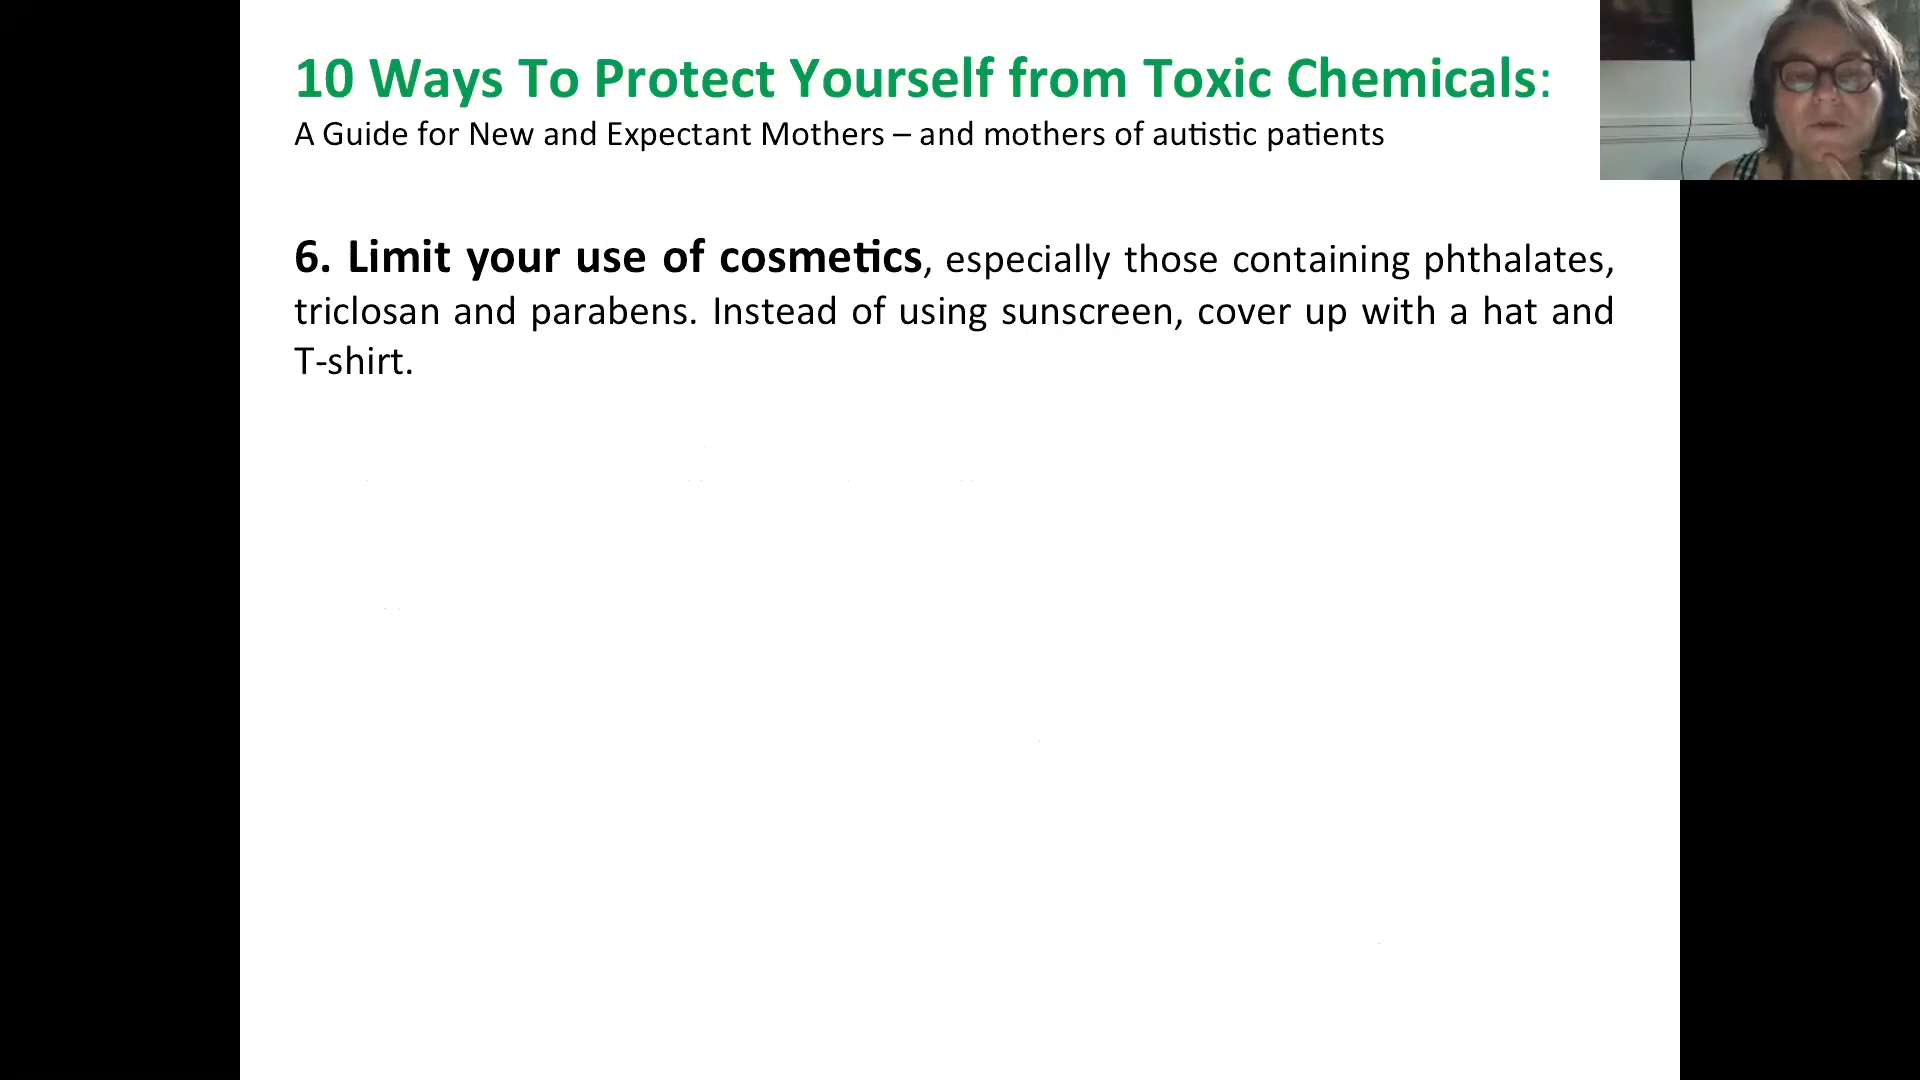 10 Ways To Protect Yourself from Toxic Chemicals:
A Guide for New and Expectant Mothers – and mothers of autistic patients
6. Limit your use of cosmetics, especially those containing phthalates,
triclosan and parabens. Instead of using sunscreen, cover up with a hat and
T-shirt.